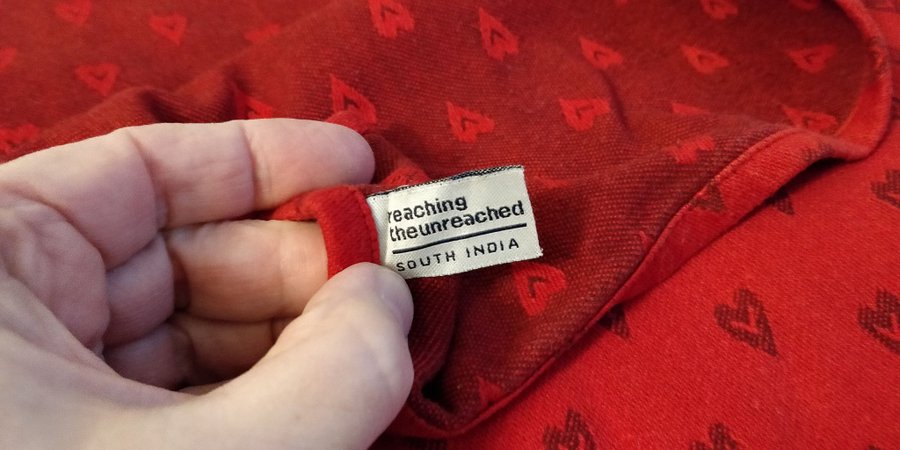 reaching
theunreached
SOUTH INDIA